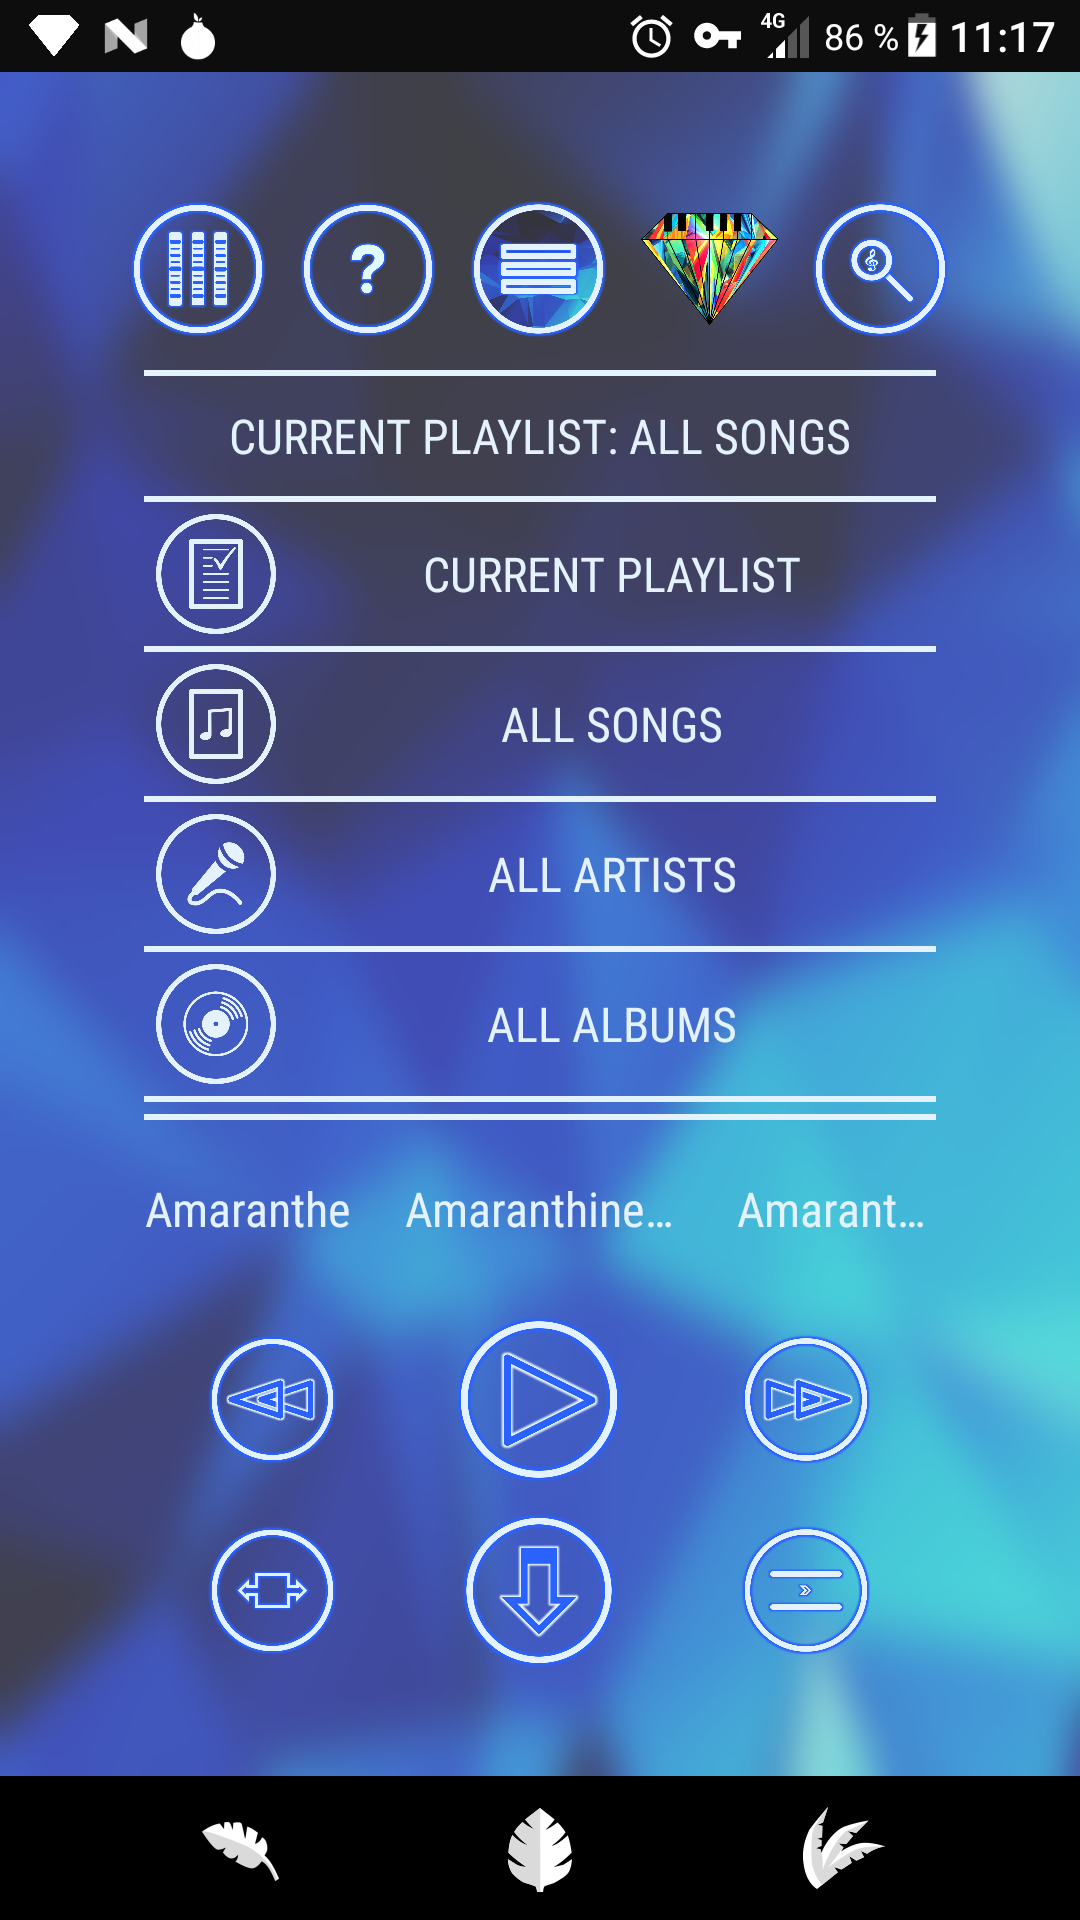 4G 86 % 11:17
?
CURRENT PLAYLIST: ALL SONGS
CURRENT PLAYLIST
ALL SONGS
ALL ARTISTS
ALL ALBUMS
Amaranthe Amaranthine... Amarant...